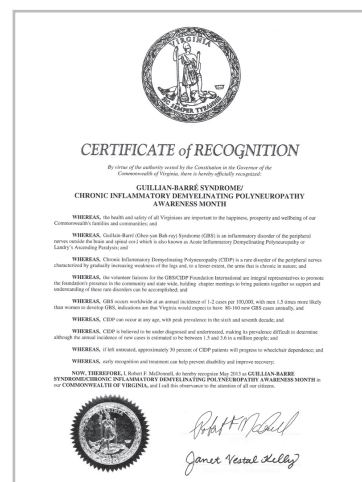 VIRGINIA
SIC SEMPER TYRANNIS
CERTIFICATE of RECOGNITION
By virtue of the authority vested by the Constitution in the Governor of the
Commonwealth of Virginia, there is hereby officially recognized:
GUILLIAN-BARRÉ SYNDROME/
CHRONIC INFLAMMATORY DEMYELINATING POLYNEUROPATHY
AWARENESS MONTH
WHEREAS, the health and safety of all Virginians are important to the happiness, prosperity and wellbeing of our
Commonwealth's families and communities; and
WHEREAS, Guillain-Barré (Ghee-yan Bah-ray) Syndrome (GBS) is an inflammatory disorder of the peripheral
nerves outside the brain and spinal cord which is also known as Acute Inflammatory Demyelinating Polyneuropathy or
Landry's Ascending Paralysis; and
WHEREAS, Chronic Inflammatory Demyelinating Polyneuropathy (CIDP) is a rare disorder of the peripheral nerves
characterized by gradually increasing weakness of the legs and, to a lesser extent, the arms that is chronic in nature; and
WHEREAS, the volunteer liaisons for the GBS/CIDP Foundation International are integral representatives to promote
the foundation's presence in the community and state wide, holding chapter meetings to bring patients together so support and
understanding of these rare disorders can be accomplished; and
WHEREAS, GBS occurs worldwide at an annual incidence of 1-2 cases per 100,000, with men 1.5 times more likely
than women to develop GBS, indications are that Virginia would expect to have 80-160 new GBS cases annually, and
WHEREAS, CIDP can occur at any age, with peak prevalence in the sixth and seventh decade; and
WHEREAS, CIDP is believed to be under diagnosed and undertreated, making its prevalence difficult to determine
although the annual incidence of new cases is estimated to be between 1.5 and 3.6 in a million people; and
WHEREAS, if left untreated, approximately 30 percent of CIDP patients will progress to wheelchair dependence; and
WHEREAS, early recognition and treatment can help prevent disability and improve recovery;
NOW, THEREFORE, I, Robert F. McDonnell, do hereby recognize May 2013 as GUILLIAN-BARRE
SYNDROME/CHRONIC INFLAMMATORY DEMYELINATING POLYNEUROPATHY AWARENESS MONTH in
our COMMONWEALTH OF VIRGINIA, and I call this observance to the attention of all our citizens.
Janet Vestal Kelly